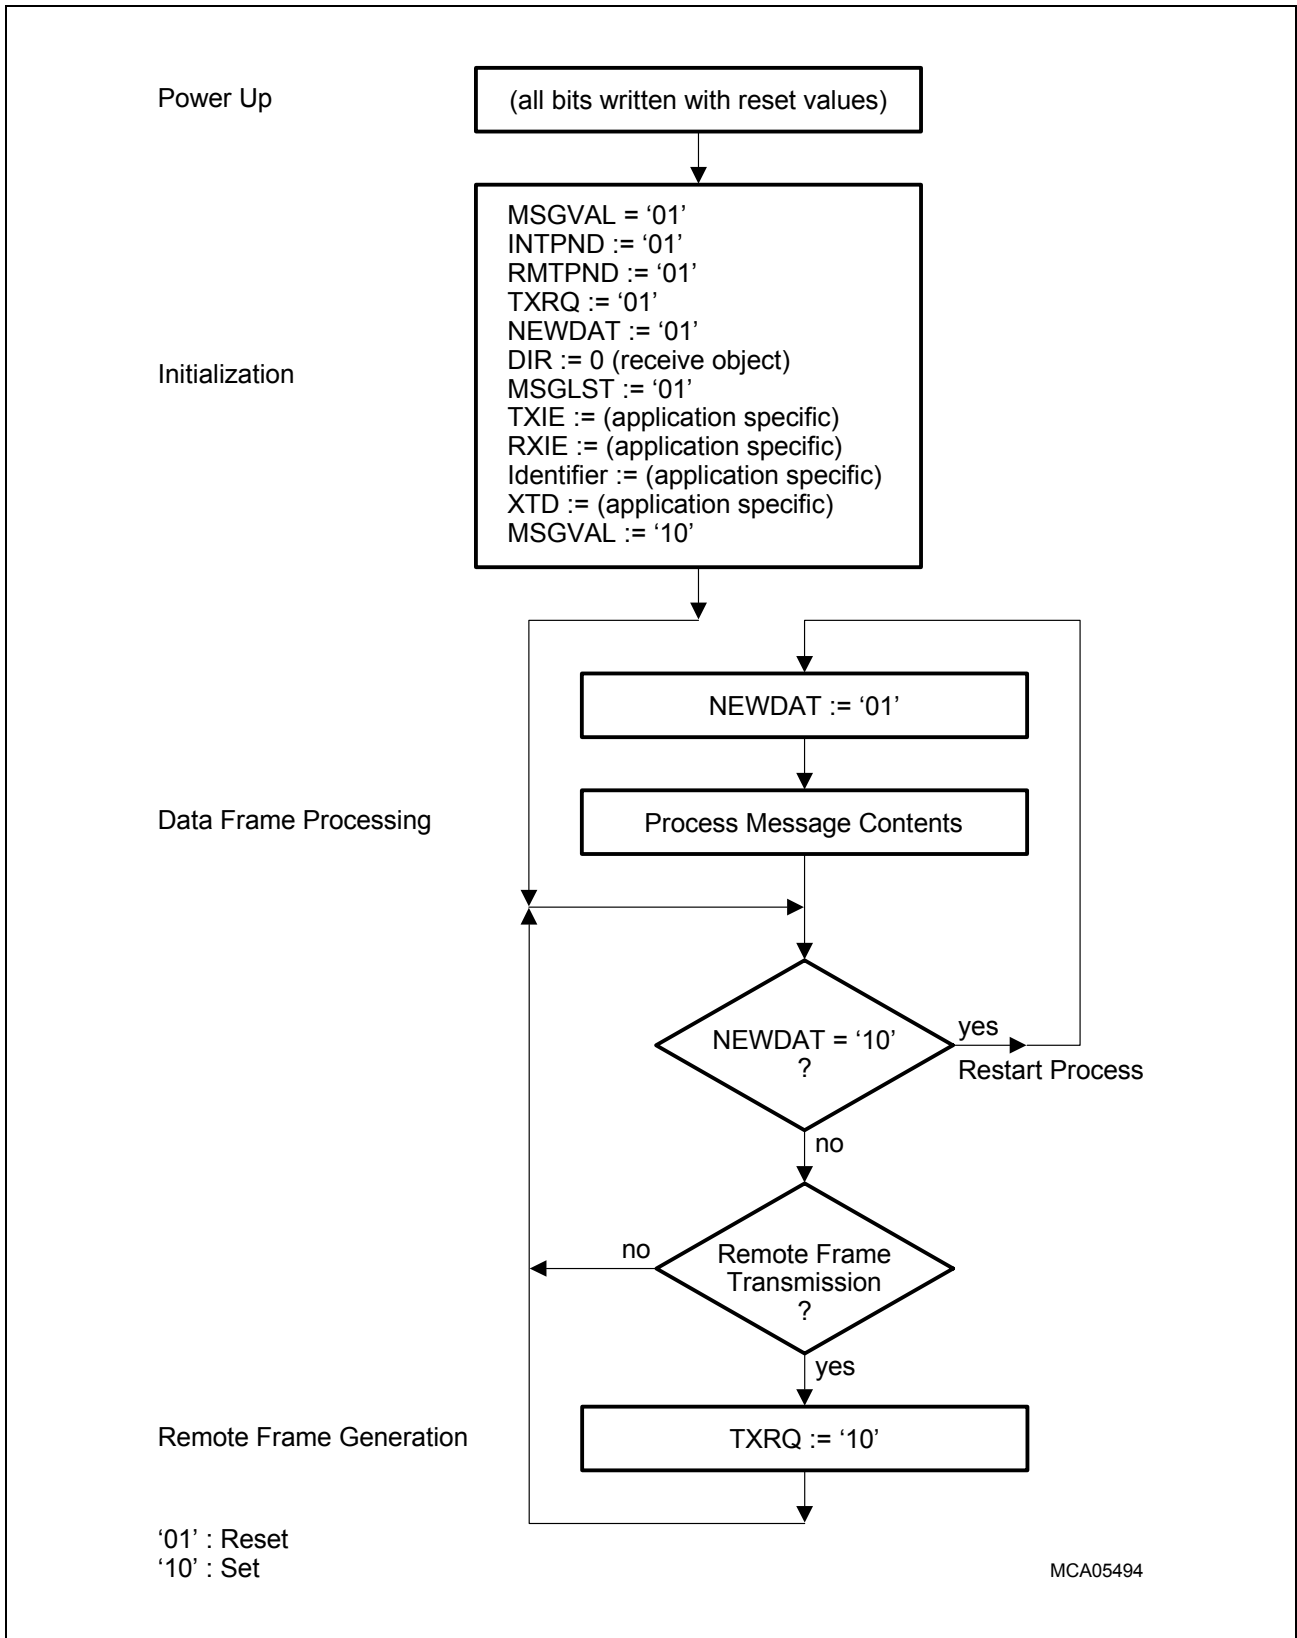 Power Up
(all bits written with reset values)
Initialization
MSGVAL = ‘01’
INTPND := ‘01’
RMTPND := ‘01’
TXRQ := ‘01’
NEWDAT := ‘01’
DIR := 0 (receive object)
MSGLST := ‘01’
TXIE := (application specific)
RXIE := (application specific)
Identifier := (application specific)
XTD := (application specific)
MSGVAL := ‘10’
NEWDAT := ‘01’
Data Frame Processing
Process Message Contents
NEWDAT = ‘10’
?
yes
Restart Process
no
Remote Frame
Transmission
?
no
yes
Remote Frame Generation
TXRQ := ‘10’
‘01’ : Reset
‘10’ : Set
MCA05494